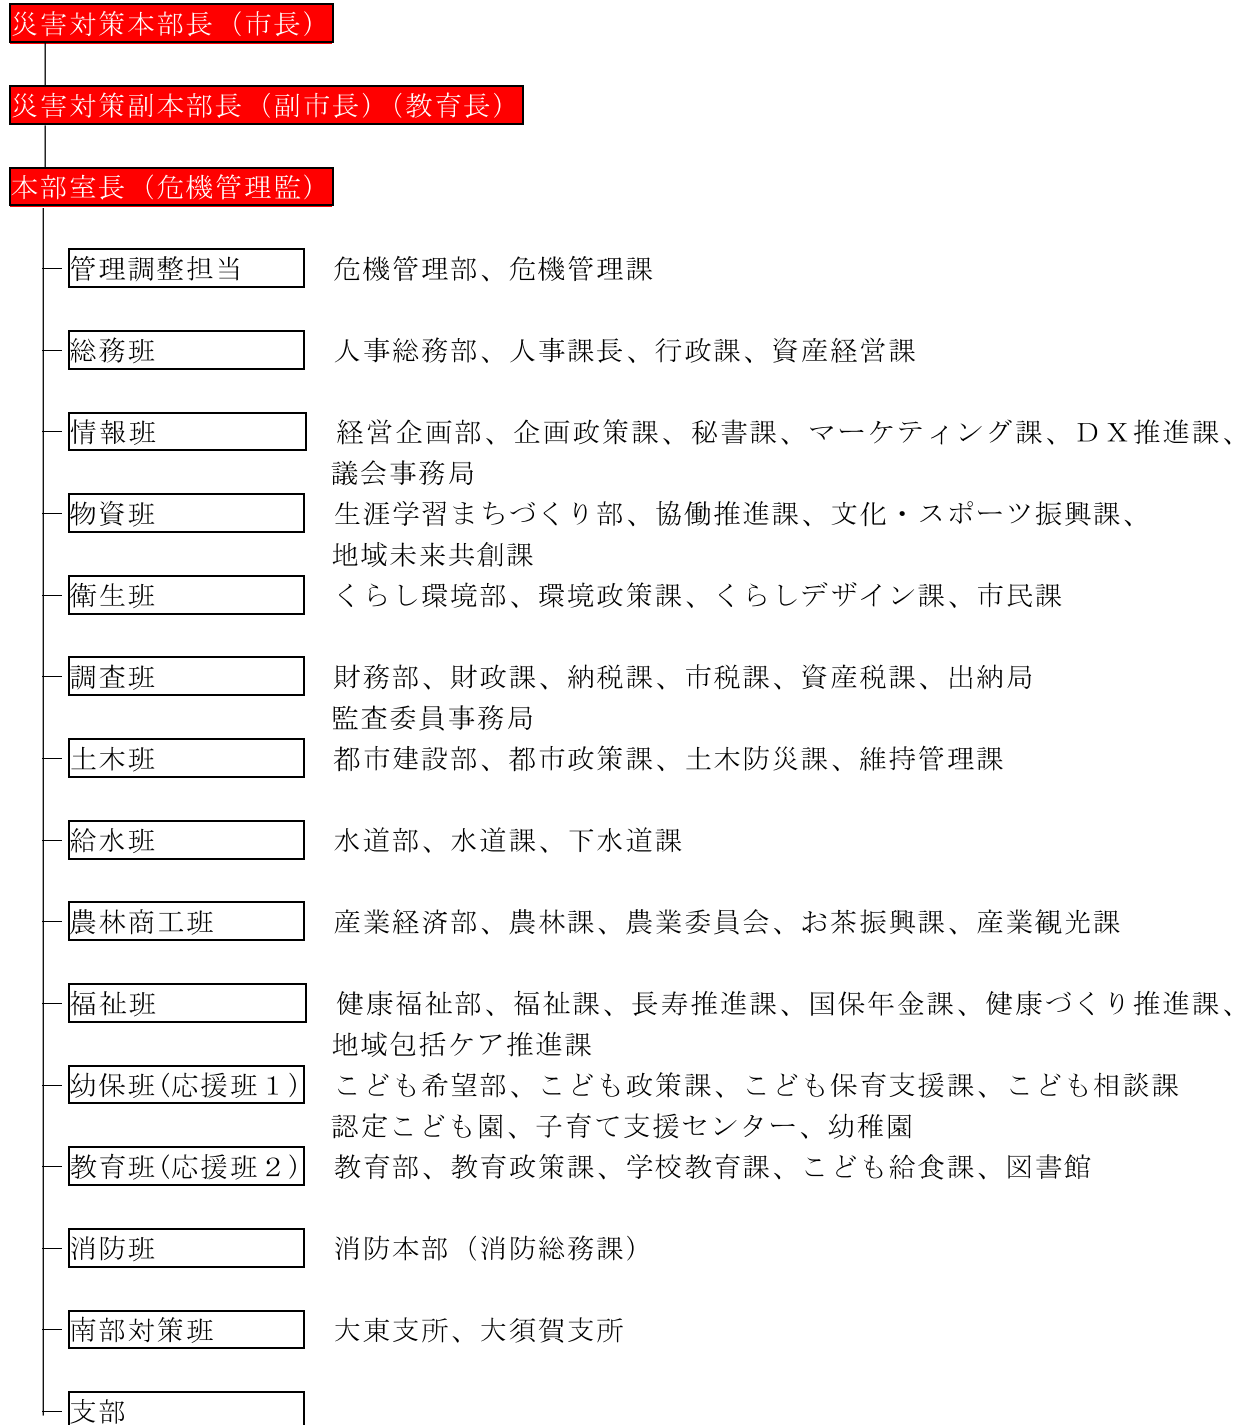 災害対策本部長（市長）
災害対策副本部長（副市長）（教育長）
本部室長（危機管理監）
管理調整担当　危機管理部、危機管理課
総務班　人事総務部、人事課長、行政課、資産経営課
情報班　経営企画部、企画政策課、秘書課、マーケティング課、ＤＸ推進課、
議会事務局
物資班　生涯学習まちづくり部、協働推進課、文化・スポーツ振興課、
地域未来共創課
衛生班　くらし環境部、環境政策課、くらしデザイン課、市民課
調査班　財務部、財政課、納税課、市税課、資産税課、出納局
監査委員事務局
土木班　都市建設部、都市政策課、土木防災課、維持管理課
給水班　水道部、水道課、下水道課
農林商工班　産業経済部、農林課、農業委員会、お茶振興課、産業観光課
福祉班　健康福祉部、福祉課、長寿推進課、国保年金課、健康づくり推進課、
地域包括ケア推進課
幼保班(応援班１)　こども希望部、こども政策課、こども保育支援課、こども相談課
認定こども園、子育て支援センター、幼稚園
教育班(応援班２)　教育部、教育政策課、学校教育課、こども給食課、図書館
消防班　消防本部（消防総務課）
南部対策班　大東支所、大須賀支所
支部